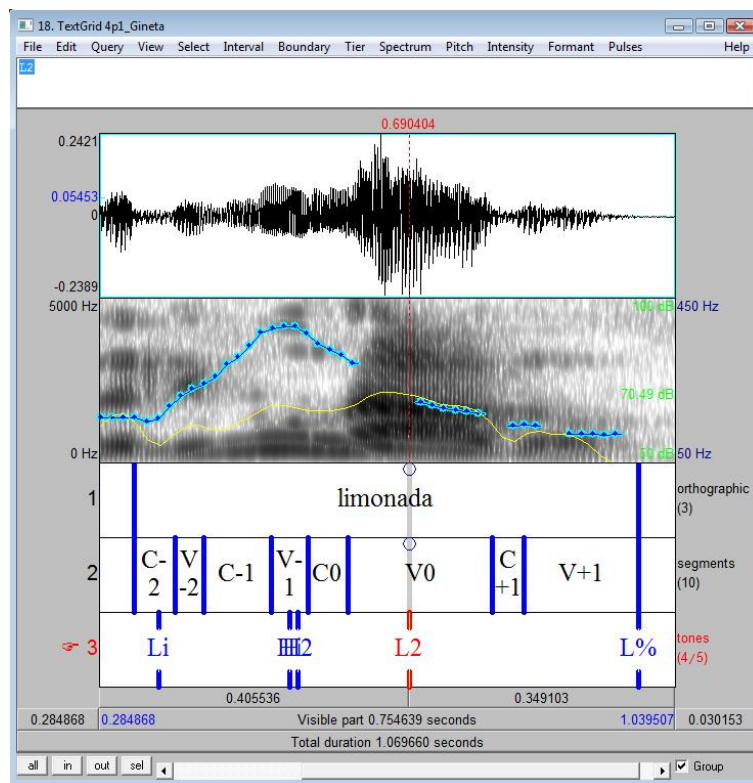 18. TextGrid 4p1_Gineta
File Edit Query View Select Interval Boundary Tier Spectrum Pitch Intensity Formant Pulses Help
L2
0.690404
0.2421
0.05453
0
-0.2389
5000 Hz 100 dB 450 Hz
70.49 dB
0 Hz 50 dB 50 Hz
1 limonada orthographic
(3)
2 C-2 V-2 C-1 V-1 C0 V0 C+1 V+1 segments
(10)
3 Li L2 L% tones
(4/5)
0.405536 0.349103
0.284868 0.284868 Visible part 0.754639 seconds 1.039507 0.030153
Total duration 1.069660 seconds
all in out sel Group